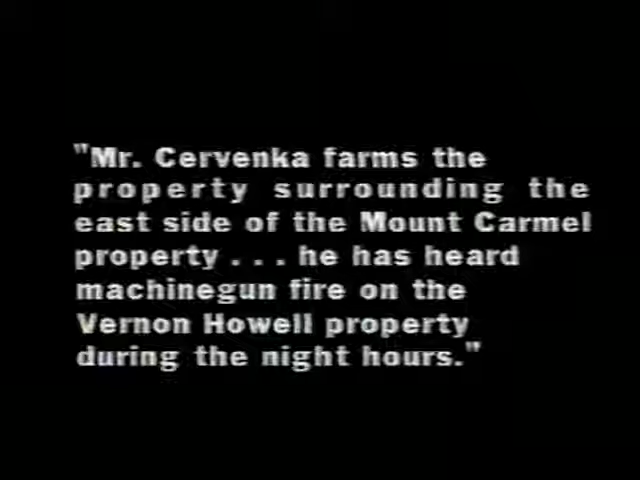 "Mr. Cervenka farms the
property surrounding the
east side of the Mount Carmel
property . . . he has heard
machinegun fire on the
Vernon Howell property
during the night hours."